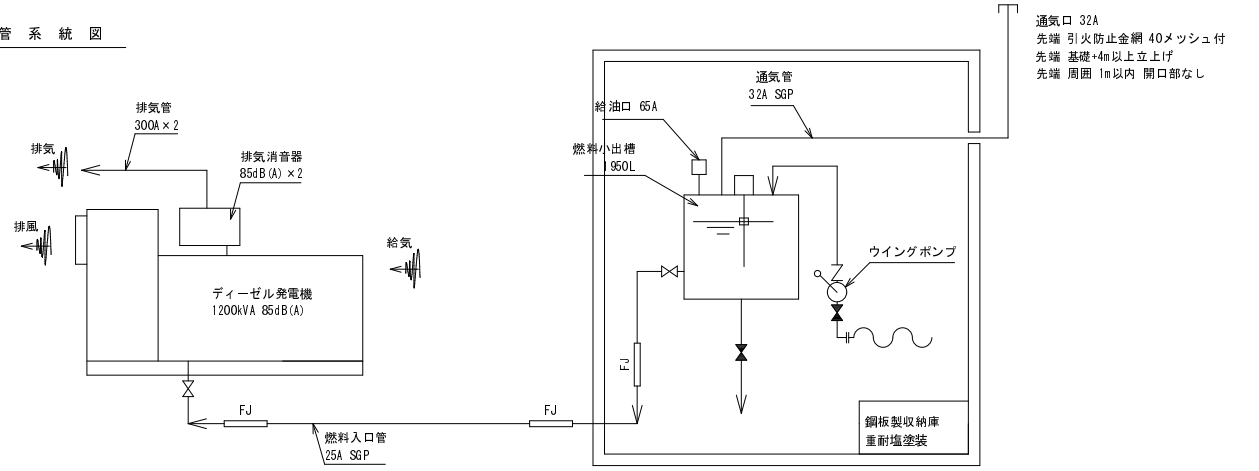 管系統図
通気口 32A
先端 引火防止金網 40メッシュ付
先端 基礎+4m以上立上げ
先端 周囲 1m以内 開口部なし
通気管
32A SGP
給油口 65A
排気管
300A×2
排気
排気消音器
85dB(A)×2
燃料小出槽
1950L
排風
給気
ウイングポンプ
ディーゼル発電機
1200kVA 85dB(A)
FJ
FJ
FJ
燃料入口管
25A SGP
鋼板製収納庫
重耐塩塗装